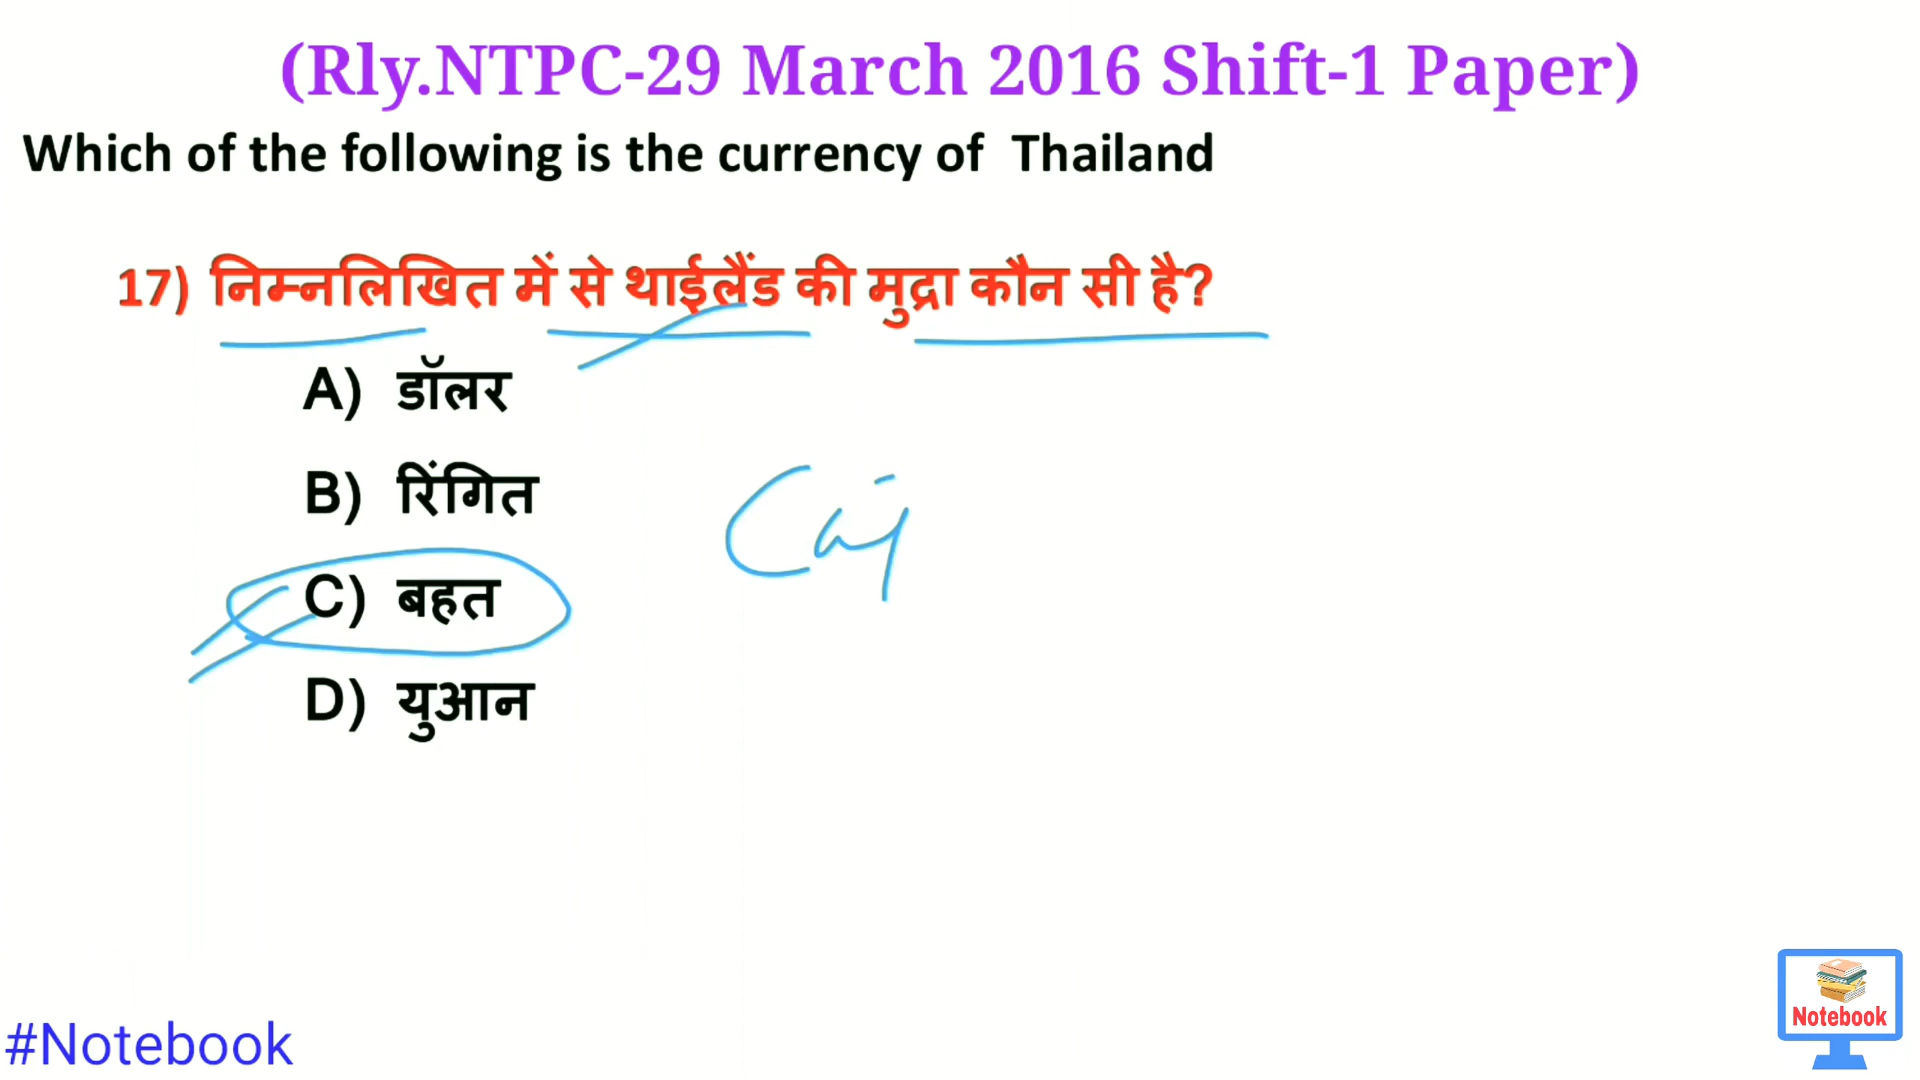 (Rly.NTPC-29 March 2016 Shift-1 Paper)
Which of the following is the currency of Thailand
17) निम्नलिखित में से थाईलैंड की मुद्रा कौन सी है?
A) डॉलर
B) रिंगित
C) बहत
D) युआन
#Notebook
Notebook